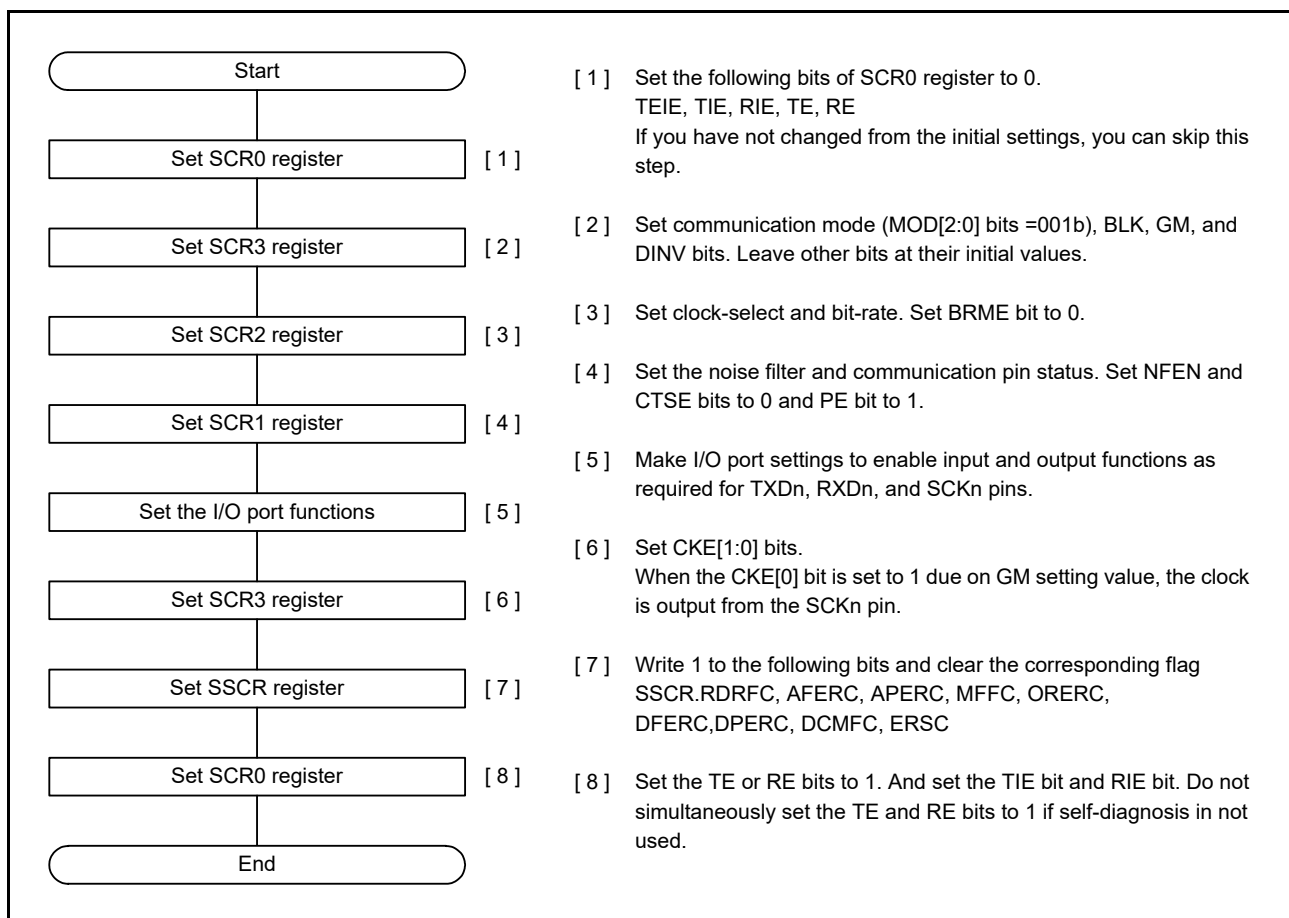 Start
Set SCR0 register [ 1 ]
Set SCR3 register [ 2 ]
Set SCR2 register [ 3 ]
Set SCR1 register [ 4 ]
Set the I/O port functions [ 5 ]
Set SCR3 register [ 6 ]
Set SSCR register [ 7 ]
Set SCR0 register [ 8 ]
End
[ 1 ] Set the following bits of SCR0 register to 0.
TEIE, TIE, RIE, TE, RE
If you have not changed from the initial settings, you can skip this
step.
[ 2 ] Set communication mode (MOD[2:0] bits =001b), BLK, GM, and
DINV bits. Leave other bits at their initial values.
[ 3 ] Set clock-select and bit-rate. Set BRME bit to 0.
[ 4 ] Set the noise filter and communication pin status. Set NFEN and
CTSE bits to 0 and PE bit to 1.
[ 5 ] Make I/O port settings to enable input and output functions as
required for TXDn, RXDn, and SCKn pins.
[ 6 ] Set CKE[1:0] bits.
When the CKE[0] bit is set to 1 due on GM setting value, the clock
is output from the SCKn pin.
[ 7 ] Write 1 to the following bits and clear the corresponding flag
SSCR.RDRFC, AFERC, APERC, MFFC, ORERC,
DFERC,DPERC, DCMFC, ERSC
[ 8 ] Set the TE or RE bits to 1. And set the TIE bit and RIE bit. Do not
simultaneously set the TE and RE bits to 1 if self-diagnosis in not
used.